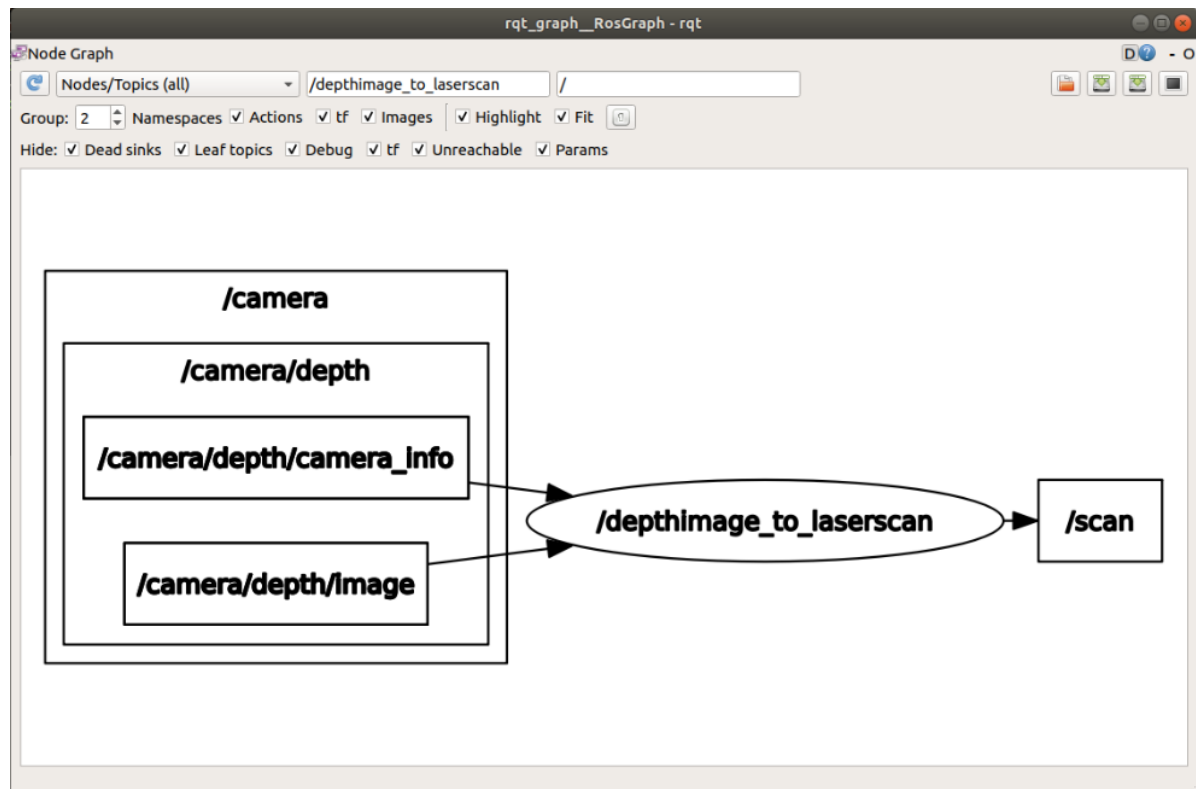 rqt_graph__RosGraph - rqt
Node Graph D ? - O
Nodes/Topics (all) /depthimage_to_laserscan /
Group: 2 Namespaces Actions tf Images Highlight Fit
Hide: Dead sinks Leaf topics Debug tf Unreachable Params
/camera
/camera/depth
/camera/depth/camera_info
/camera/depth/image
/depthimage_to_laserscan
/scan